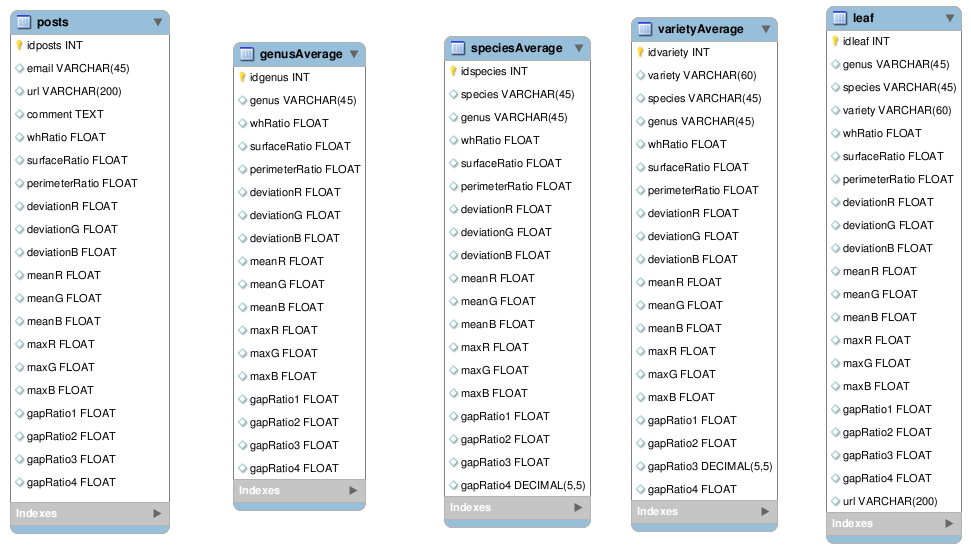 posts
idposts INT
email VARCHAR(45)
url VARCHAR(200)
comment TEXT
whRatio FLOAT
surfaceRatio FLOAT
perimeterRatio FLOAT
deviationR FLOAT
deviationG FLOAT
deviationB FLOAT
meanR FLOAT
meanG FLOAT
meanB FLOAT
maxR FLOAT
maxG FLOAT
maxB FLOAT
gapRatio1 FLOAT
gapRatio2 FLOAT
gapRatio3 FLOAT
gapRatio4 FLOAT
Indexes
genusAverage
idgenus INT
genus VARCHAR(45)
whRatio FLOAT
surfaceRatio FLOAT
perimeterRatio FLOAT
deviationR FLOAT
deviationG FLOAT
deviationB FLOAT
meanR FLOAT
meanG FLOAT
meanB FLOAT
maxR FLOAT
maxG FLOAT
maxB FLOAT
gapRatio1 FLOAT
gapRatio2 FLOAT
gapRatio3 FLOAT
gapRatio4 FLOAT
Indexes
speciesAverage
idspecies INT
species VARCHAR(45)
genus VARCHAR(45)
whRatio FLOAT
surfaceRatio FLOAT
perimeterRatio FLOAT
deviationR FLOAT
deviationG FLOAT
deviationB FLOAT
meanR FLOAT
meanG FLOAT
meanB FLOAT
maxR FLOAT
maxG FLOAT
maxB FLOAT
gapRatio1 FLOAT
gapRatio2 FLOAT
gapRatio3 FLOAT
gapRatio4 DECIMAL(5,5)
Indexes
varietyAverage
idvariety INT
variety VARCHAR(60)
species VARCHAR(45)
genus VARCHAR(45)
whRatio FLOAT
surfaceRatio FLOAT
perimeterRatio FLOAT
deviationR FLOAT
deviationG FLOAT
deviationB FLOAT
meanR FLOAT
meanG FLOAT
meanB FLOAT
maxR FLOAT
maxG FLOAT
maxB FLOAT
gapRatio1 FLOAT
gapRatio2 FLOAT
gapRatio3 DECIMAL(5,5)
gapRatio4 FLOAT
Indexes
leaf
idleaf INT
genus VARCHAR(45)
species VARCHAR(45)
variety VARCHAR(60)
whRatio FLOAT
surfaceRatio FLOAT
perimeterRatio FLOAT
deviationR FLOAT
deviationG FLOAT
deviationB FLOAT
meanR FLOAT
meanG FLOAT
meanB FLOAT
maxR FLOAT
maxG FLOAT
maxB FLOAT
gapRatio1 FLOAT
gapRatio2 FLOAT
gapRatio3 FLOAT
gapRatio4 FLOAT
url VARCHAR(200)
Indexes